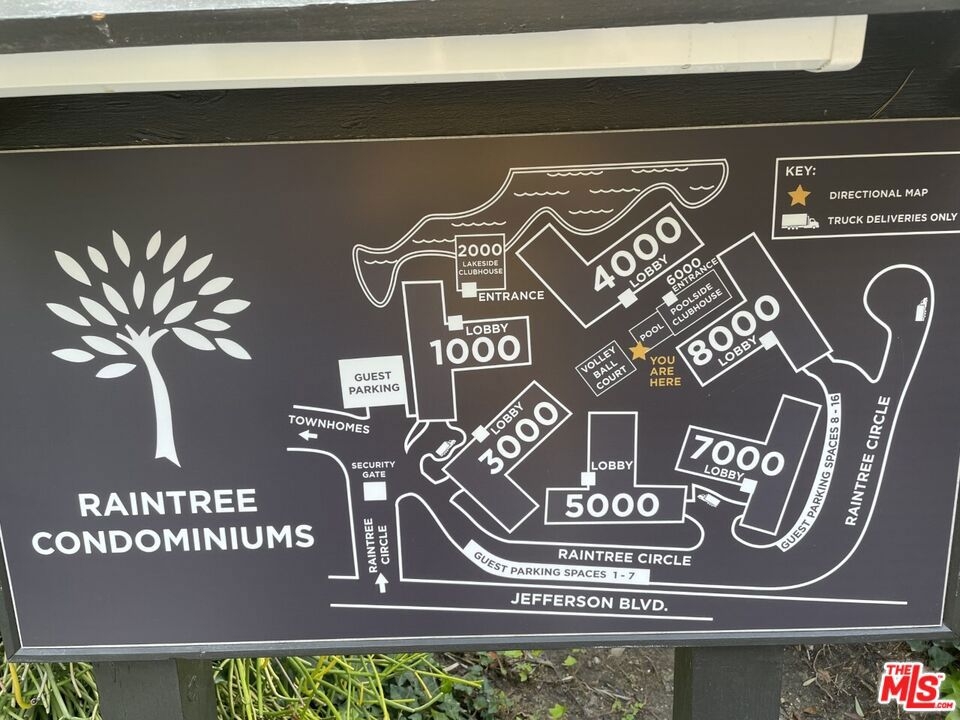 KEY:
DIRECTIONAL MAP
TRUCK DELIVERIES ONLY
2000
LAKESIDE
CLUBHOUSE
ENTRANCE
4000
LOBBY
6000
ENTRANCE
POOLSIDE
CLUBHOUSE
POOL
LOBBY
1000
8000
LOBBY
VOLLEY
BALL
COURT
YOU
ARE
HERE
GUEST
PARKING
TOWNHOMES
LOBBY
3000
SECURITY
GATE
LOBBY
5000
7000
LOBBY
GUEST PARKING SPACES 8 - 16
RAINTREE CIRCLE
RAINTREE
CONDOMINIUMS
RAINTREE
CIRCLE
RAINTREE CIRCLE
GUEST PARKING SPACES 1 - 7
JEFFERSON BLVD.
THE
MLS
.COM